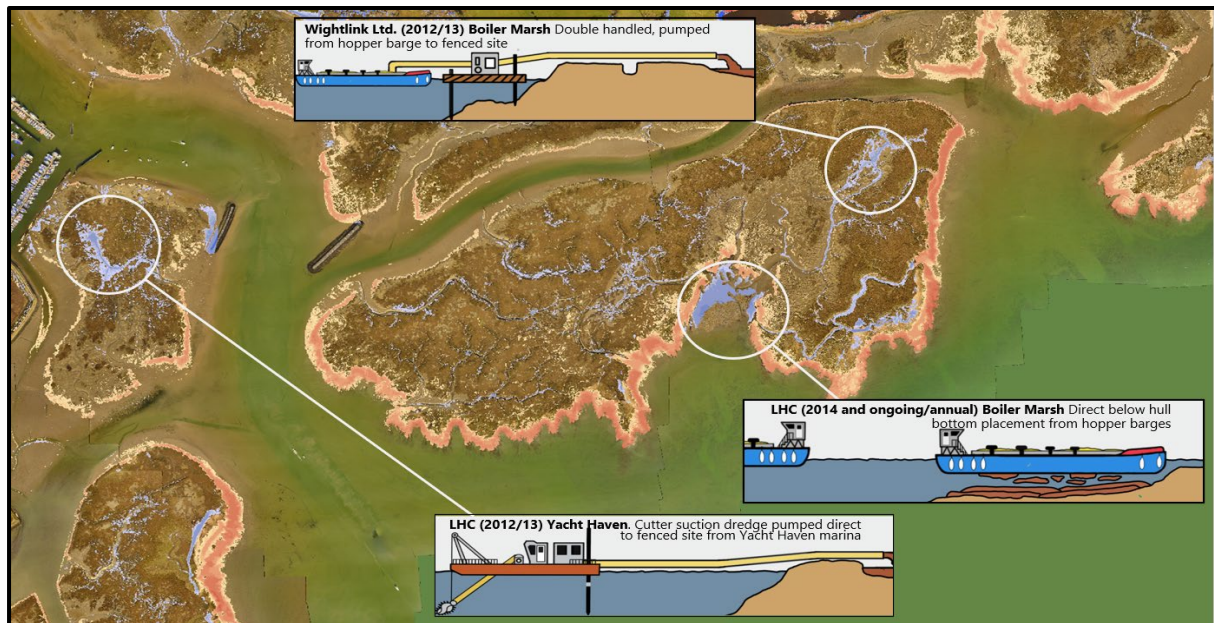 Wightlink Ltd. (2012/13) Boiler Marsh Double handled, pumped
from hopper barge to fenced site
LHC (2014 and ongoing/annual) Boiler Marsh Direct below hull
bottom placement from hopper barges
LHC (2012/13) Yacht Haven. Cutter suction dredge pumped direct
to fenced site from Yacht Haven marina